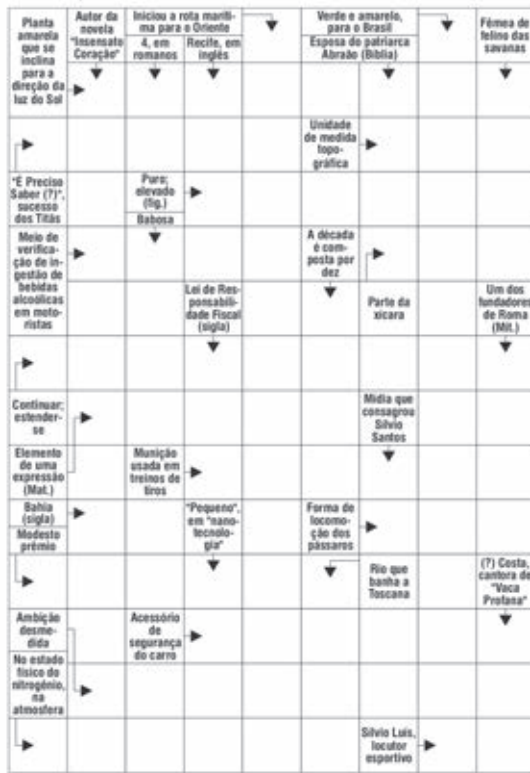 Planta
amarela
que se
inclina
para a
direção da
luz do Sol
Autor da
novela
"Insensato
Coração"
Iniciou a rota maríti-
ma para o Oriente
4, em
romanos
Recife, em
inglês
Verde e amarelo,
para o Brasil
Esposa do patriarca
Abraão (Bíblia)
Fêmea de
felino das
savanas
Unidade
de medida
topo-
gráfica
"É Preciso
Saber (?)",
sucesso
dos Titãs
Puro;
elevado
(fig.)
Babosa
Meio de
verifica-
ção de in-
gestão de
bebidas
alcoólicas
em moto-
ristas
A década
é com-
posta por
dez
Lei de Res-
ponsabili-
dade Fiscal
(sigla)
Parte da
xícara
Um dos
fundadores
de Roma
(Mit.)
Continuar;
estender-
se
Mídia que
consagrou
Silvio
Santos
Elemento
de uma
expressão
(Mat.)
Munição
usada em
treinos de
tiros
Bahia
(sigla)
Modesto
prêmio
"Pequeno",
em "nano-
tecnolo-
gia"
Forma de
locomo-
ção dos
pássaros
Rio que
banha a
Toscana
(?) Costa,
cantora de
"Vaca
Profana"
Ambição
desme-
dida
Acessório
de
segurança
do carro
No estado
físico do
nitrogênio,
na
atmosfera
Silvio Luis,
locutor
esportivo